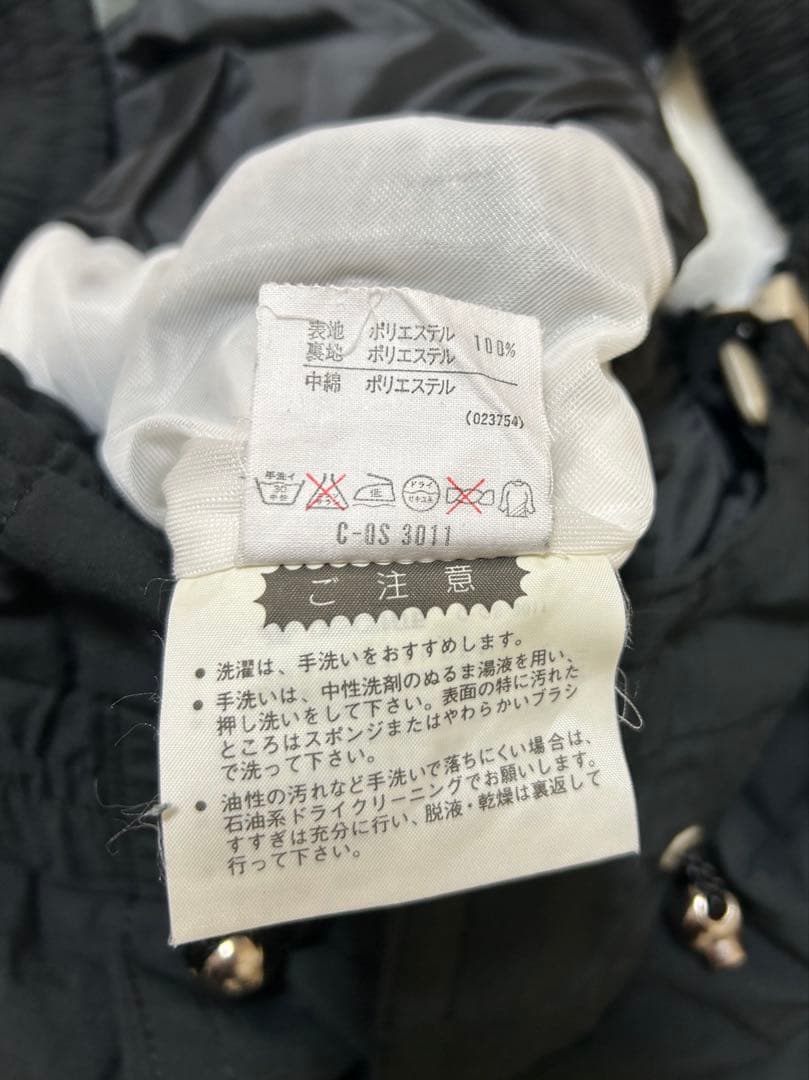 表地 ポリエステル 100%
裏地 ポリエステル
中綿 ポリエステル
(023754)
手洗イ
30
中性
低
ドライ
セキユ系
C-QS 3011
ご注意
• 洗濯は、手洗いをおすすめします。
• 手洗いは、中性洗剤のぬるま湯液を用い、
押し洗いをして下さい。表面の特に汚れた
ところはスポンジまたはやわらかいブラシ
で洗って下さい。
• 油性の汚れなど手洗いで落ちにくい場合は、
石油系ドライクリーニングでお願いします。
すすぎは充分に行い、脱液・乾燥は裏返して
行って下さい。